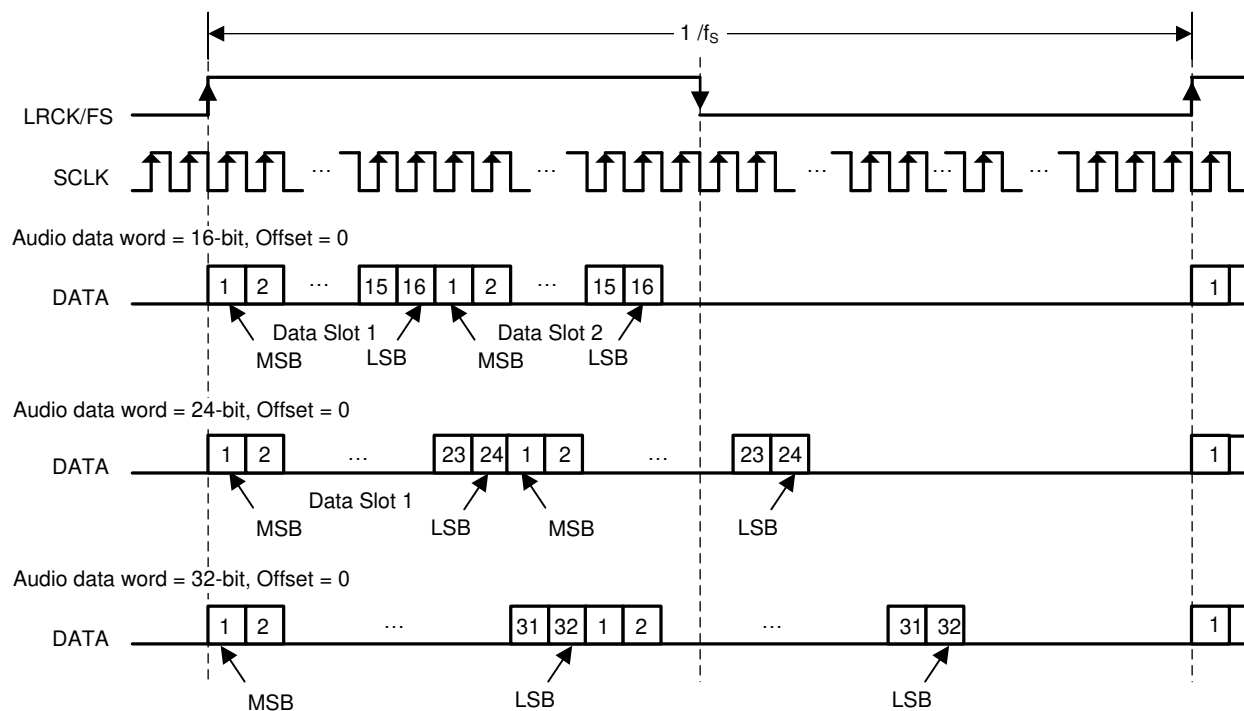 1 /fS
LRCK/FS
SCLK … … … … …
Audio data word = 16-bit, Offset = 0
DATA 1 2 … 15 16 1 2 … 15 16 1
Data Slot 1 Data Slot 2
MSB LSB MSB LSB
Audio data word = 24-bit, Offset = 0
DATA 1 2 … 23 24 1 2 … 23 24 1
Data Slot 1
MSB LSB MSB LSB
Audio data word = 32-bit, Offset = 0
DATA 1 2 … 31 32 1 2 … 31 32 1
MSB LSB LSB